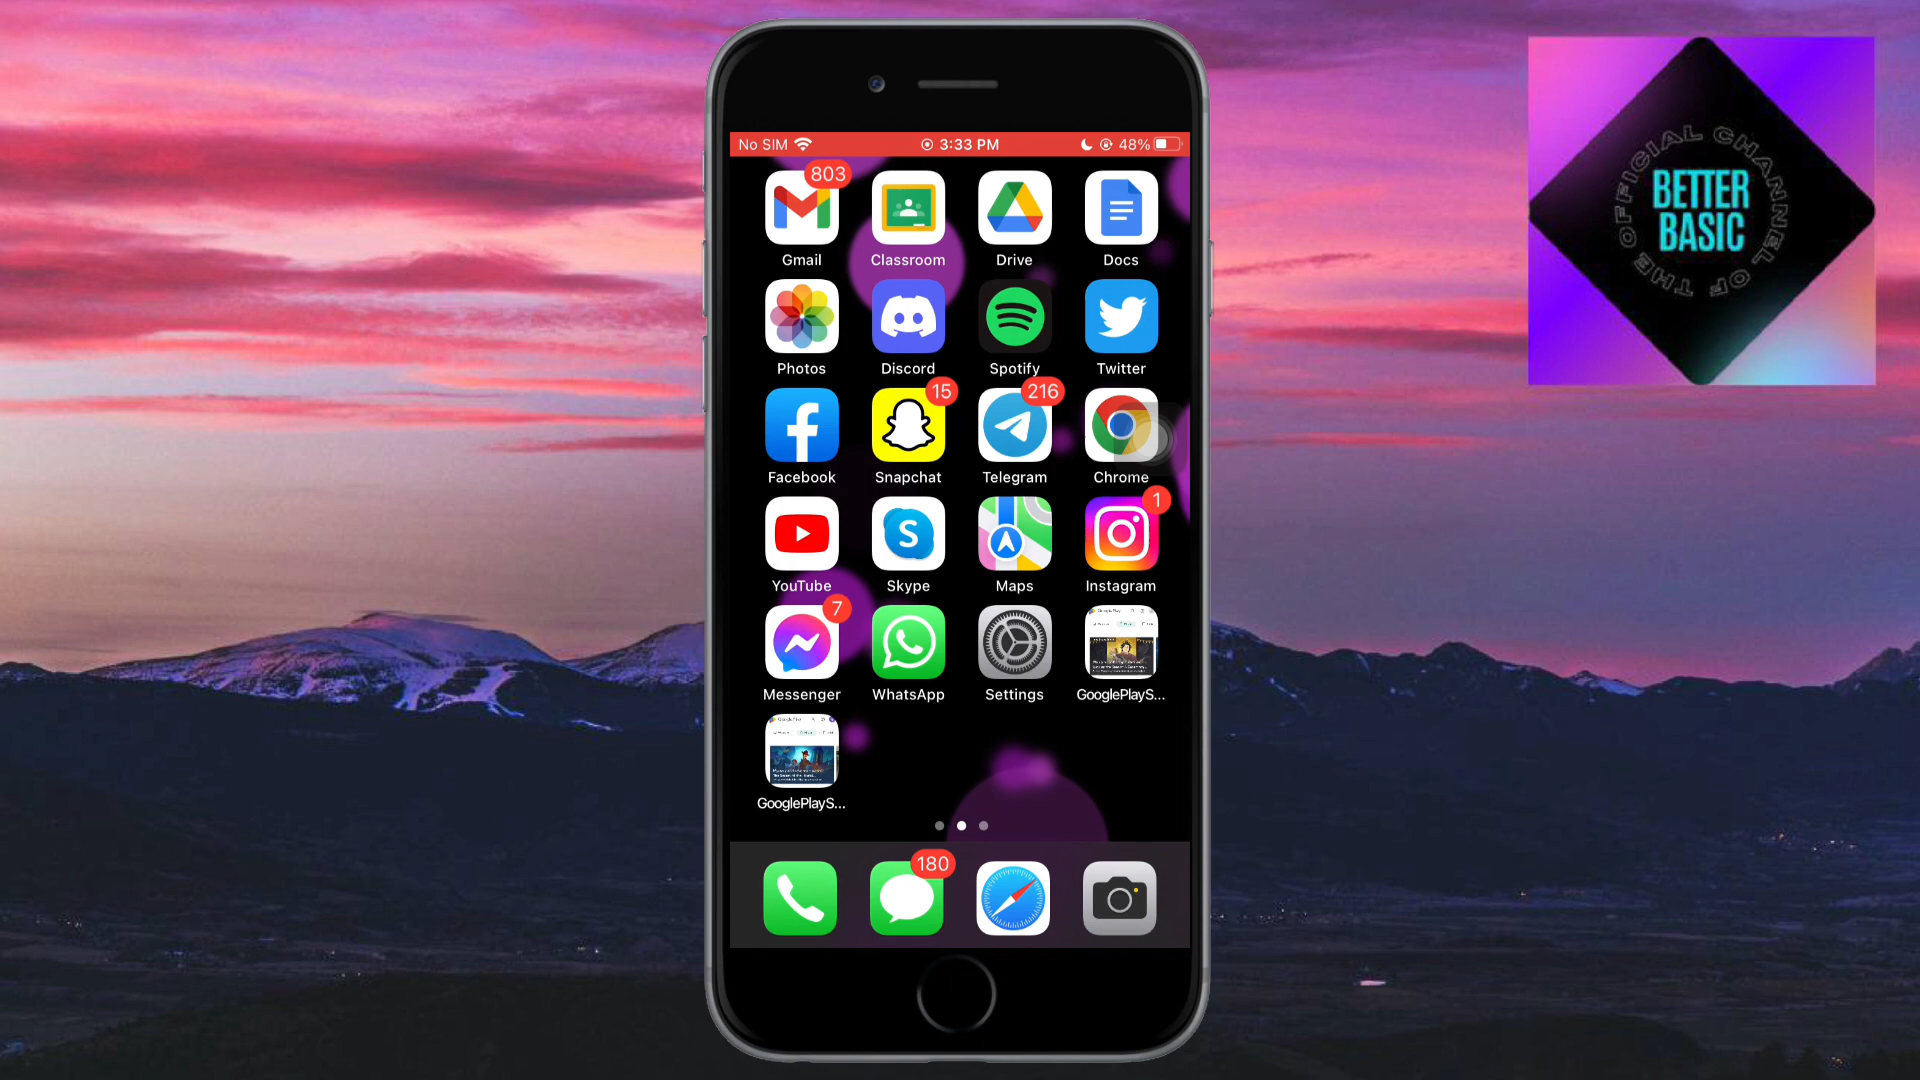 No SIM
3:33 PM
48%
803
Gmail
Classroom
Drive
Docs
Photos
Discord
Spotify
Twitter
15
216
Facebook
Snapchat
Telegram
Chrome
1
YouTube
Skype
Maps
Instagram
7
Messenger
WhatsApp
Settings
GooglePlayS...
GooglePlayS...
180
OFFICIAL CHANNEL OF THE
BETTER
BASIC